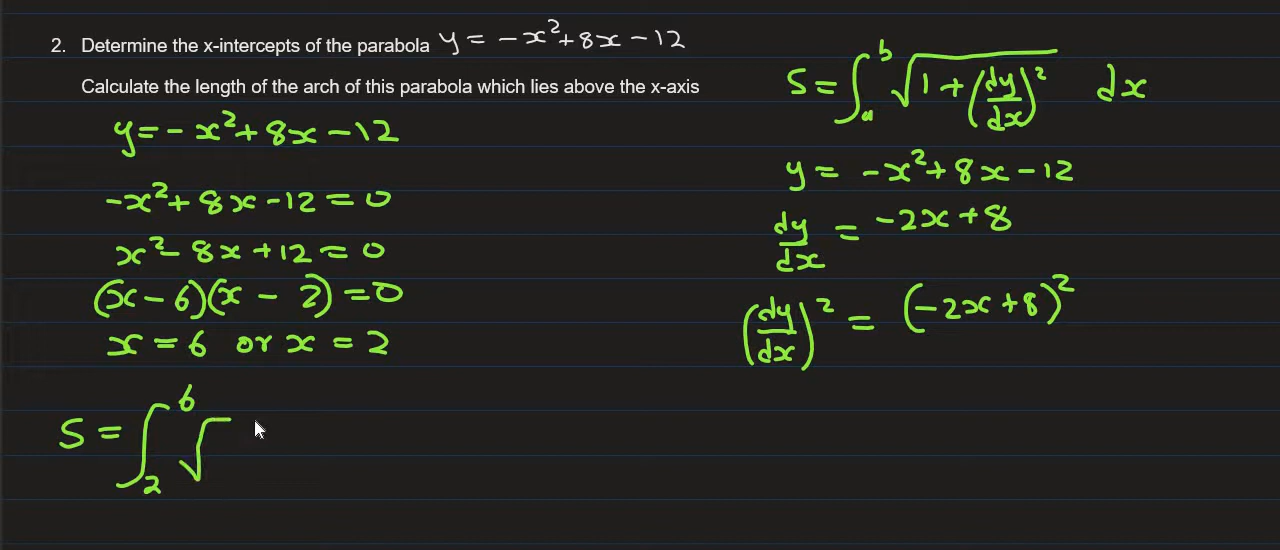 2. Determine the x-intercepts of the parabola y = -x²+8x-12
Calculate the length of the arch of this parabola which lies above the x-axis
y = -x²+8x-12
-x²+8x-12=0
x²-8x+12=0
(x-6)(x-2)=0
x=6 or x=2
S = ∫₂⁶ √
S = ∫ₐᵇ √(1+(dy/dx)²) dx
y = -x²+8x-12
dy/dx = -2x+8
(dy/dx)² = (-2x+8)²